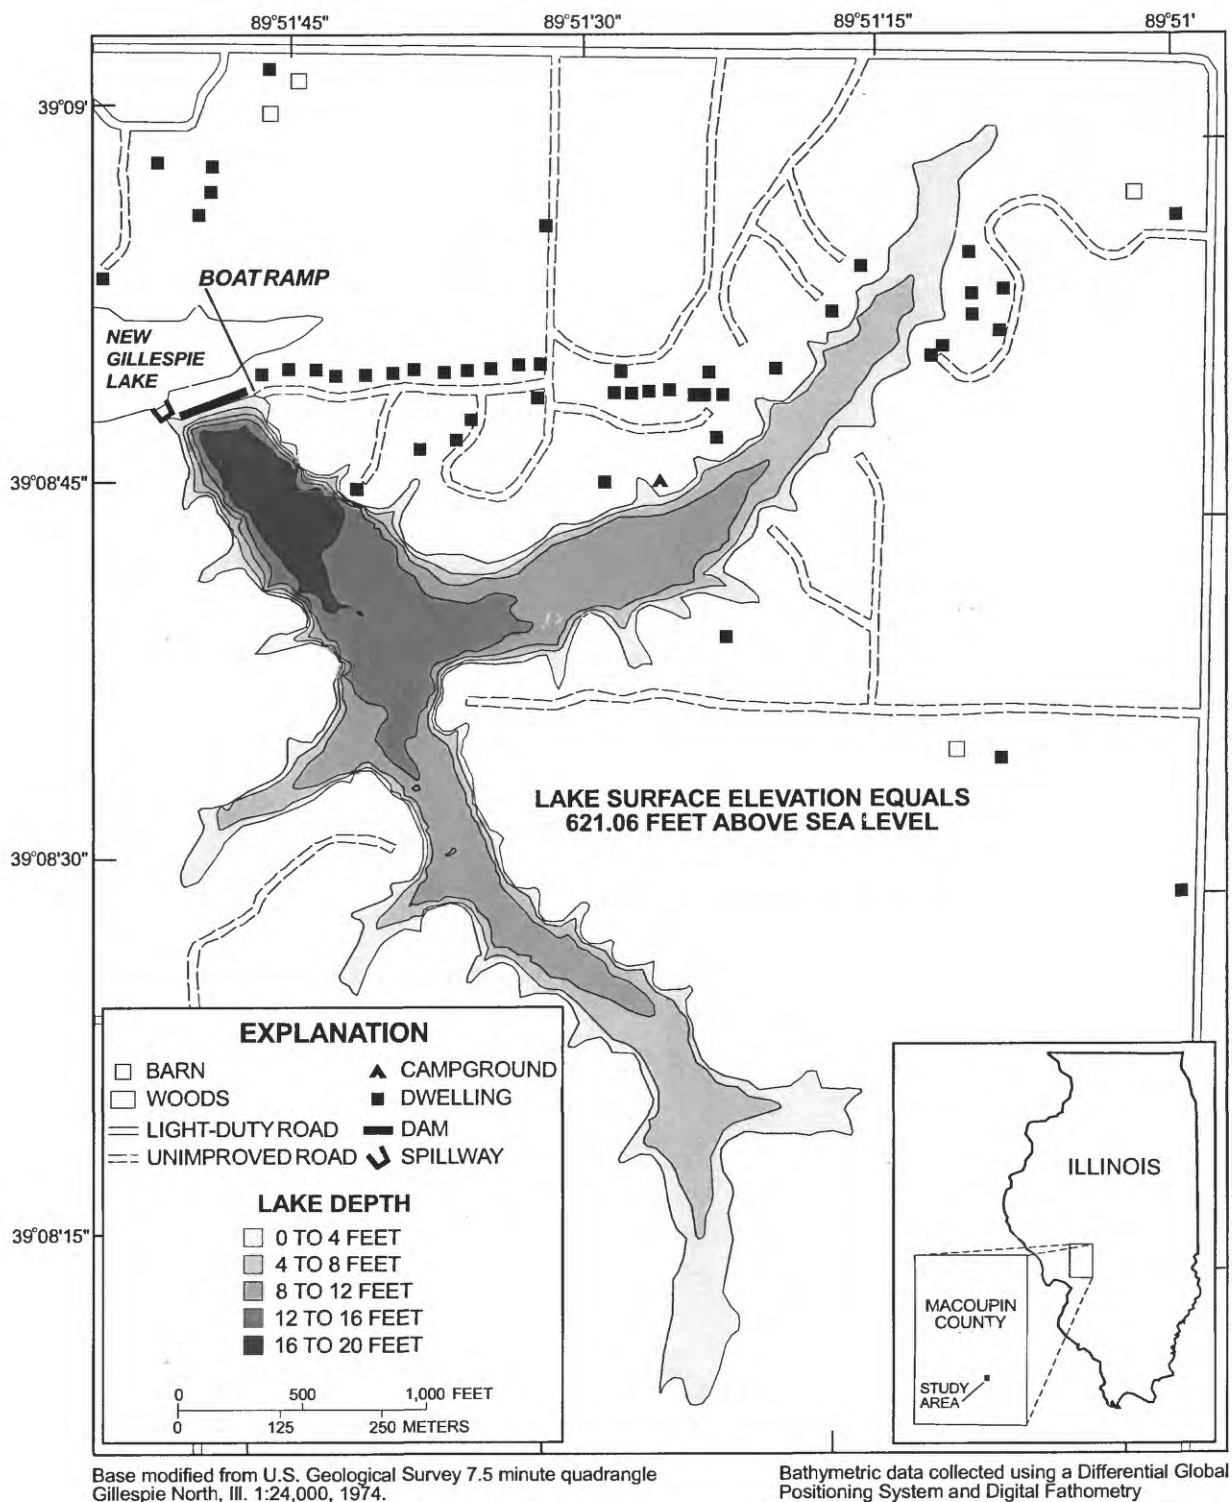 89°51'45"
89°51'30"
89°51'15"
89°51'
39°09'
BOAT RAMP
NEW
GILLESPIE
LAKE
39°08'45"
LAKE SURFACE ELEVATION EQUALS
621.06 FEET ABOVE SEA LEVEL
39°08'30"
EXPLANATION
BARN
CAMPGROUND
WOODS
DWELLING
LIGHT-DUTY ROAD
DAM
UNIMPROVED ROAD
SPILLWAY
LAKE DEPTH
0 TO 4 FEET
4 TO 8 FEET
8 TO 12 FEET
12 TO 16 FEET
16 TO 20 FEET
0 500 1,000 FEET
0 125 250 METERS
39°08'15"
ILLINOIS
MACOUPIN
COUNTY
STUDY
AREA
Base modified from U.S. Geological Survey 7.5 minute quadrangle
Gillespie North, Ill. 1:24,000, 1974.
Bathymetric data collected using a Differential Global
Positioning System and Digital Fathometry